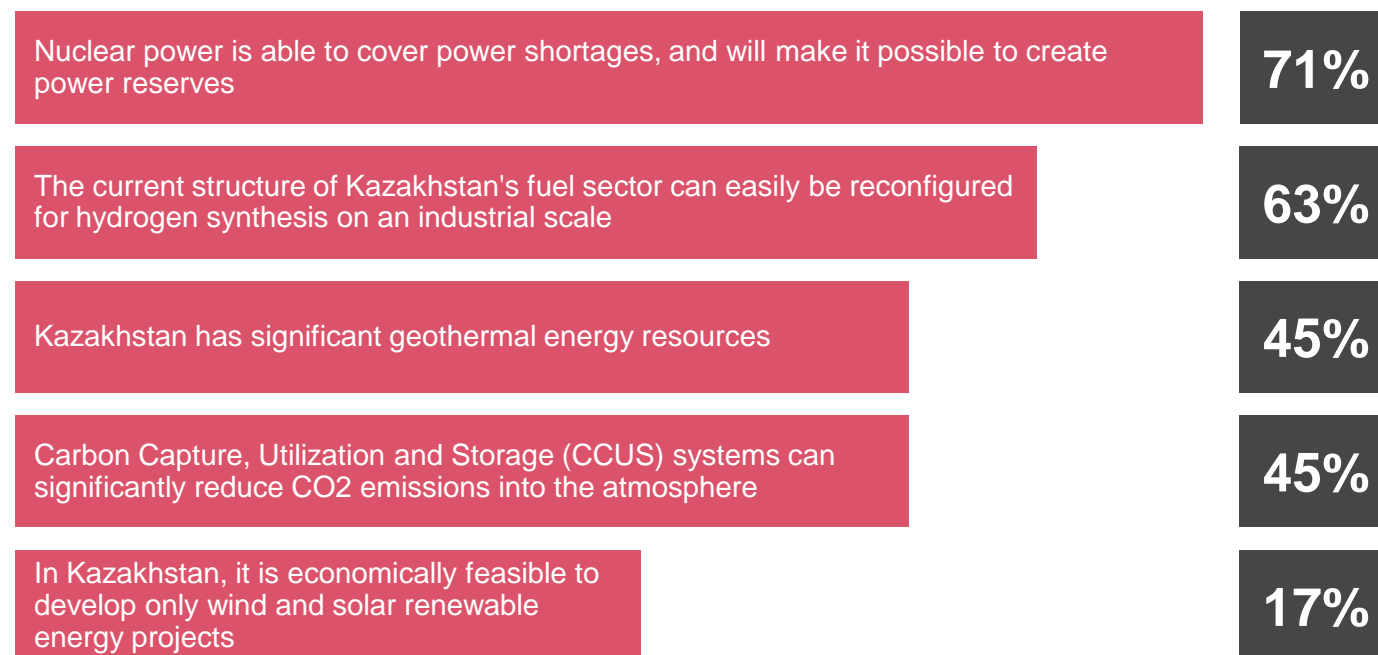 Nuclear power is able to cover power shortages, and will make it possible to create
power reserves
71%
The current structure of Kazakhstan's fuel sector can easily be reconfigured
for hydrogen synthesis on an industrial scale
63%
Kazakhstan has significant geothermal energy resources
45%
Carbon Capture, Utilization and Storage (CCUS) systems can
significantly reduce CO2 emissions into the atmosphere
45%
In Kazakhstan, it is economically feasible to
develop only wind and solar renewable
energy projects
17%